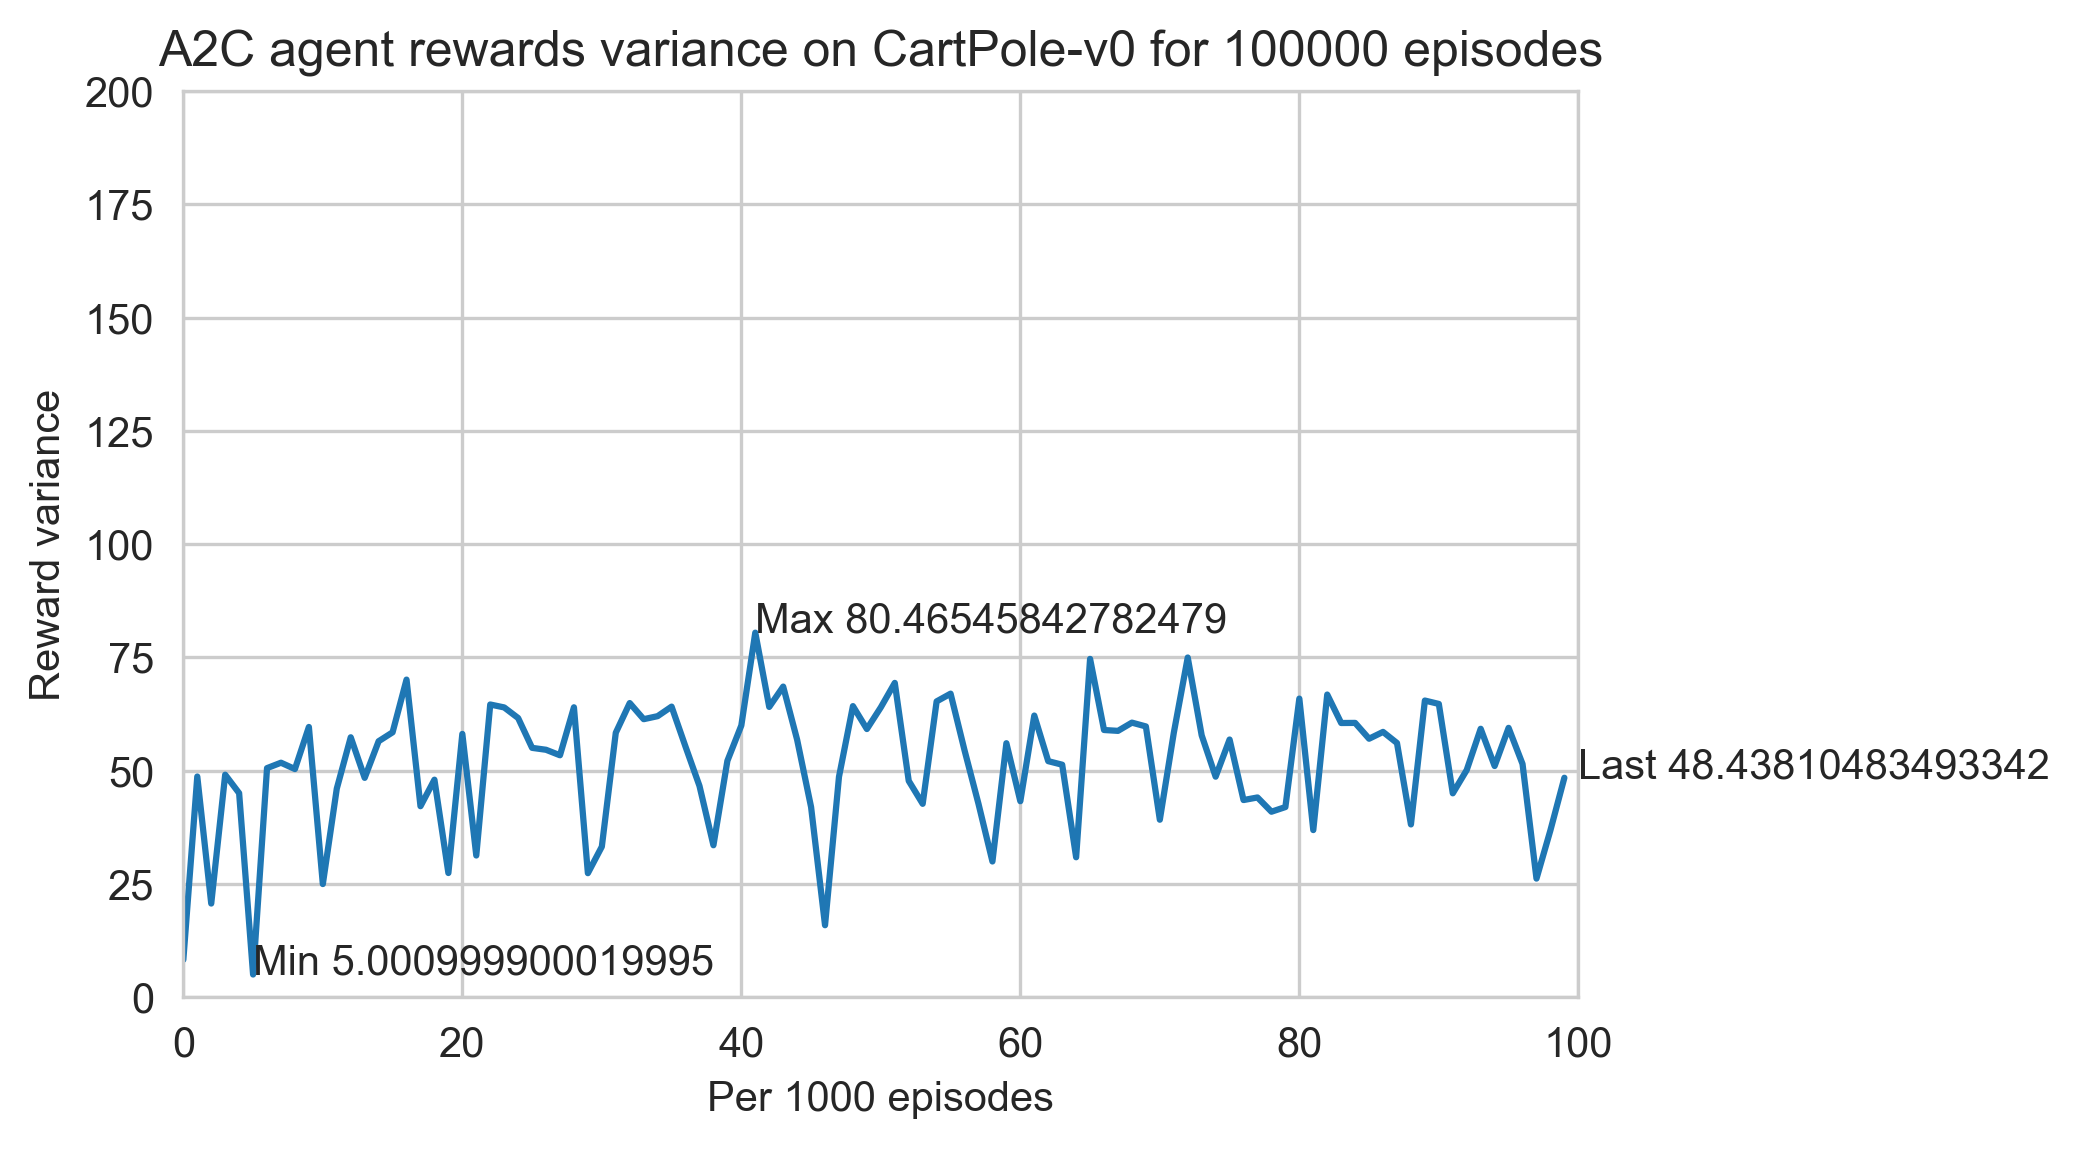 A2C agent rewards variance on CartPole-v0 for 100000 episodes
200
175
150
125
100
75
50
25
0
Reward variance
Max 80.46545842782479
Last 48.43810483493342
Min 5.000999900019995
0 20 40 60 80 100
Per 1000 episodes